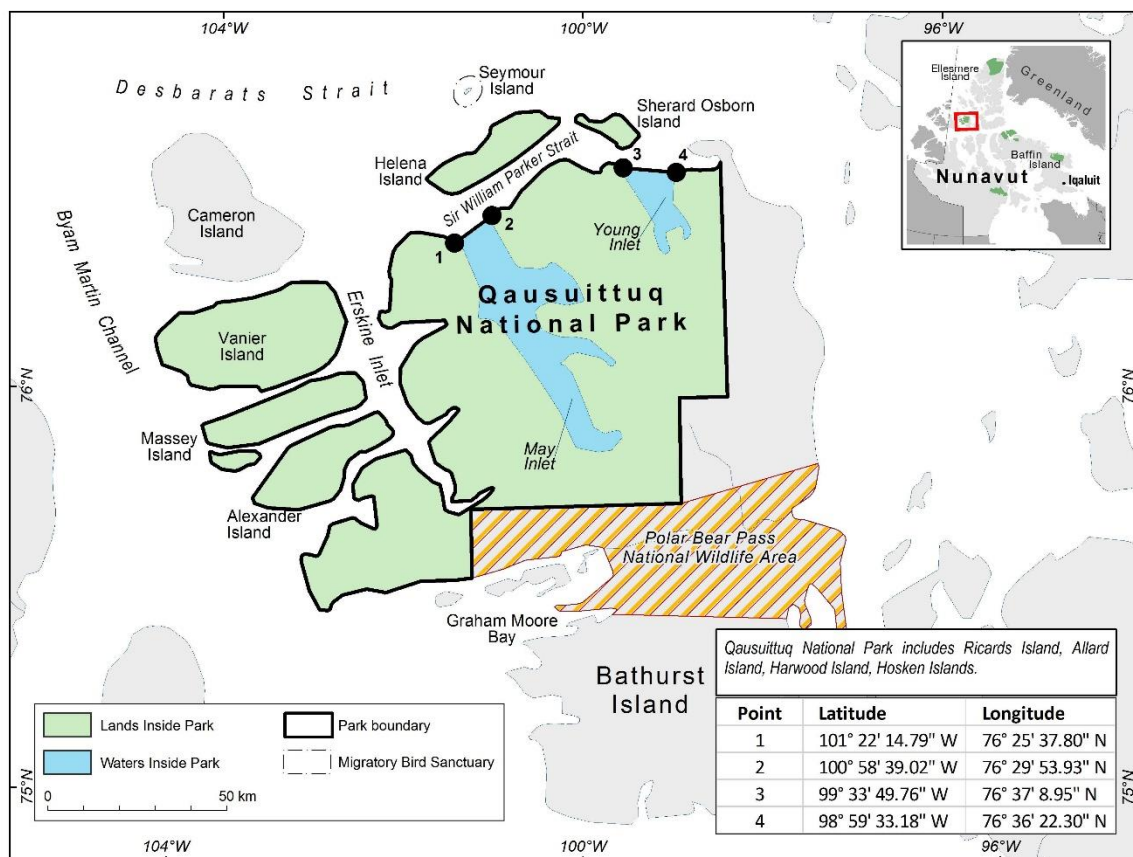 104°W
100°W
96°W
Desbarats Strait
Seymour
Island
Sherard Osborn
Island
Helena
Island
Sir William Parker Strait
3
4
2
1
Cameron
Island
Byam Martin Channel
Young
Inlet
Qausuittuq
National Park
Erskine Inlet
Vanier
Island
76°N
76°N
Massey
Island
May
Inlet
Alexander
Island
Polar Bear Pass
National Wildlife Area
Graham Moore
Bay
Bathurst
Island
Ellesmere
Island
Greenland
Baffin
Island
Nunavut
Iqaluit
Qausuittuq National Park includes Ricards Island, Allard
Island, Harwood Island, Hosken Islands.
Point Latitude Longitude
1 101° 22' 14.79" W 76° 25' 37.80" N
2 100° 58' 39.02" W 76° 29' 53.93" N
3 99° 33' 49.76" W 76° 37' 8.95" N
4 98° 59' 33.18" W 76° 36' 22.30" N
Lands Inside Park
Park boundary
Waters Inside Park
Migratory Bird Sanctuary
0 50 km
75°N
75°N
104°W
100°W
96°W